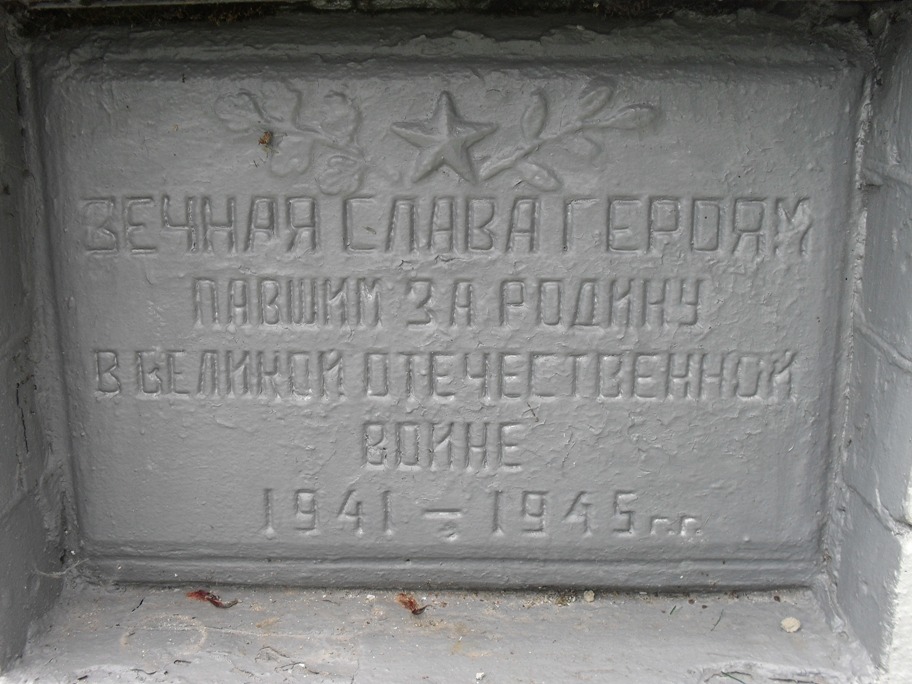 ВЕЧНАЯ СЛАВА ГЕРОЯМ
ПАВШИМ ЗА РОДИНУ
В ВЕЛИКОЙ ОТЕЧЕСТВЕННОЙ
ВОЙНЕ
1941 – 1945 г.г.